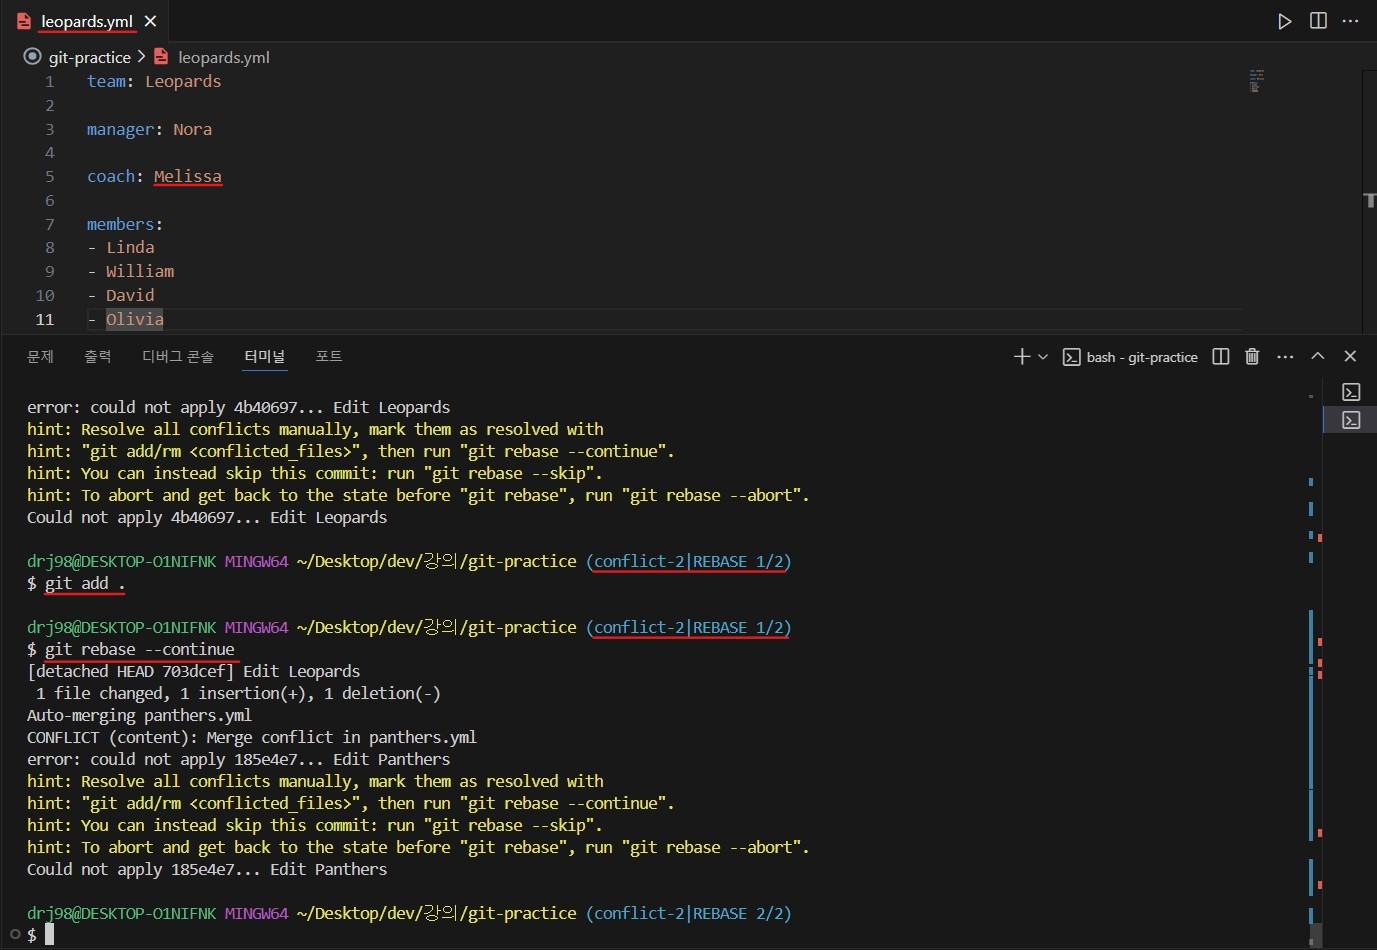 leopards.yml
git-practice > leopards.yml
1 team: Leopards
2
3 manager: Nora
4
5 coach: Melissa
6
7 members:
8 - Linda
9 - William
10 - David
11 - Olivia
문제 출력 디버그 콘솔 터미널 포트 bash - git-practice
error: could not apply 4b40697... Edit Leopards
hint: Resolve all conflicts manually, mark them as resolved with
hint: "git add/rm <conflicted_files>", then run "git rebase --continue".
hint: You can instead skip this commit: run "git rebase --skip".
hint: To abort and get back to the state before "git rebase", run "git rebase --abort".
Could not apply 4b40697... Edit Leopards
drj98@DESKTOP-O1NIFNK MINGW64 ~/Desktop/dev/강의/git-practice (conflict-2|REBASE 1/2)
$ git add .
drj98@DESKTOP-O1NIFNK MINGW64 ~/Desktop/dev/강의/git-practice (conflict-2|REBASE 1/2)
$ git rebase --continue
[detached HEAD 703dcef] Edit Leopards
1 file changed, 1 insertion(+), 1 deletion(-)
Auto-merging panthers.yml
CONFLICT (content): Merge conflict in panthers.yml
error: could not apply 185e4e7... Edit Panthers
hint: Resolve all conflicts manually, mark them as resolved with
hint: "git add/rm <conflicted_files>", then run "git rebase --continue".
hint: You can instead skip this commit: run "git rebase --skip".
hint: To abort and get back to the state before "git rebase", run "git rebase --abort".
Could not apply 185e4e7... Edit Panthers
drj98@DESKTOP-O1NIFNK MINGW64 ~/Desktop/dev/강의/git-practice (conflict-2|REBASE 2/2)
$